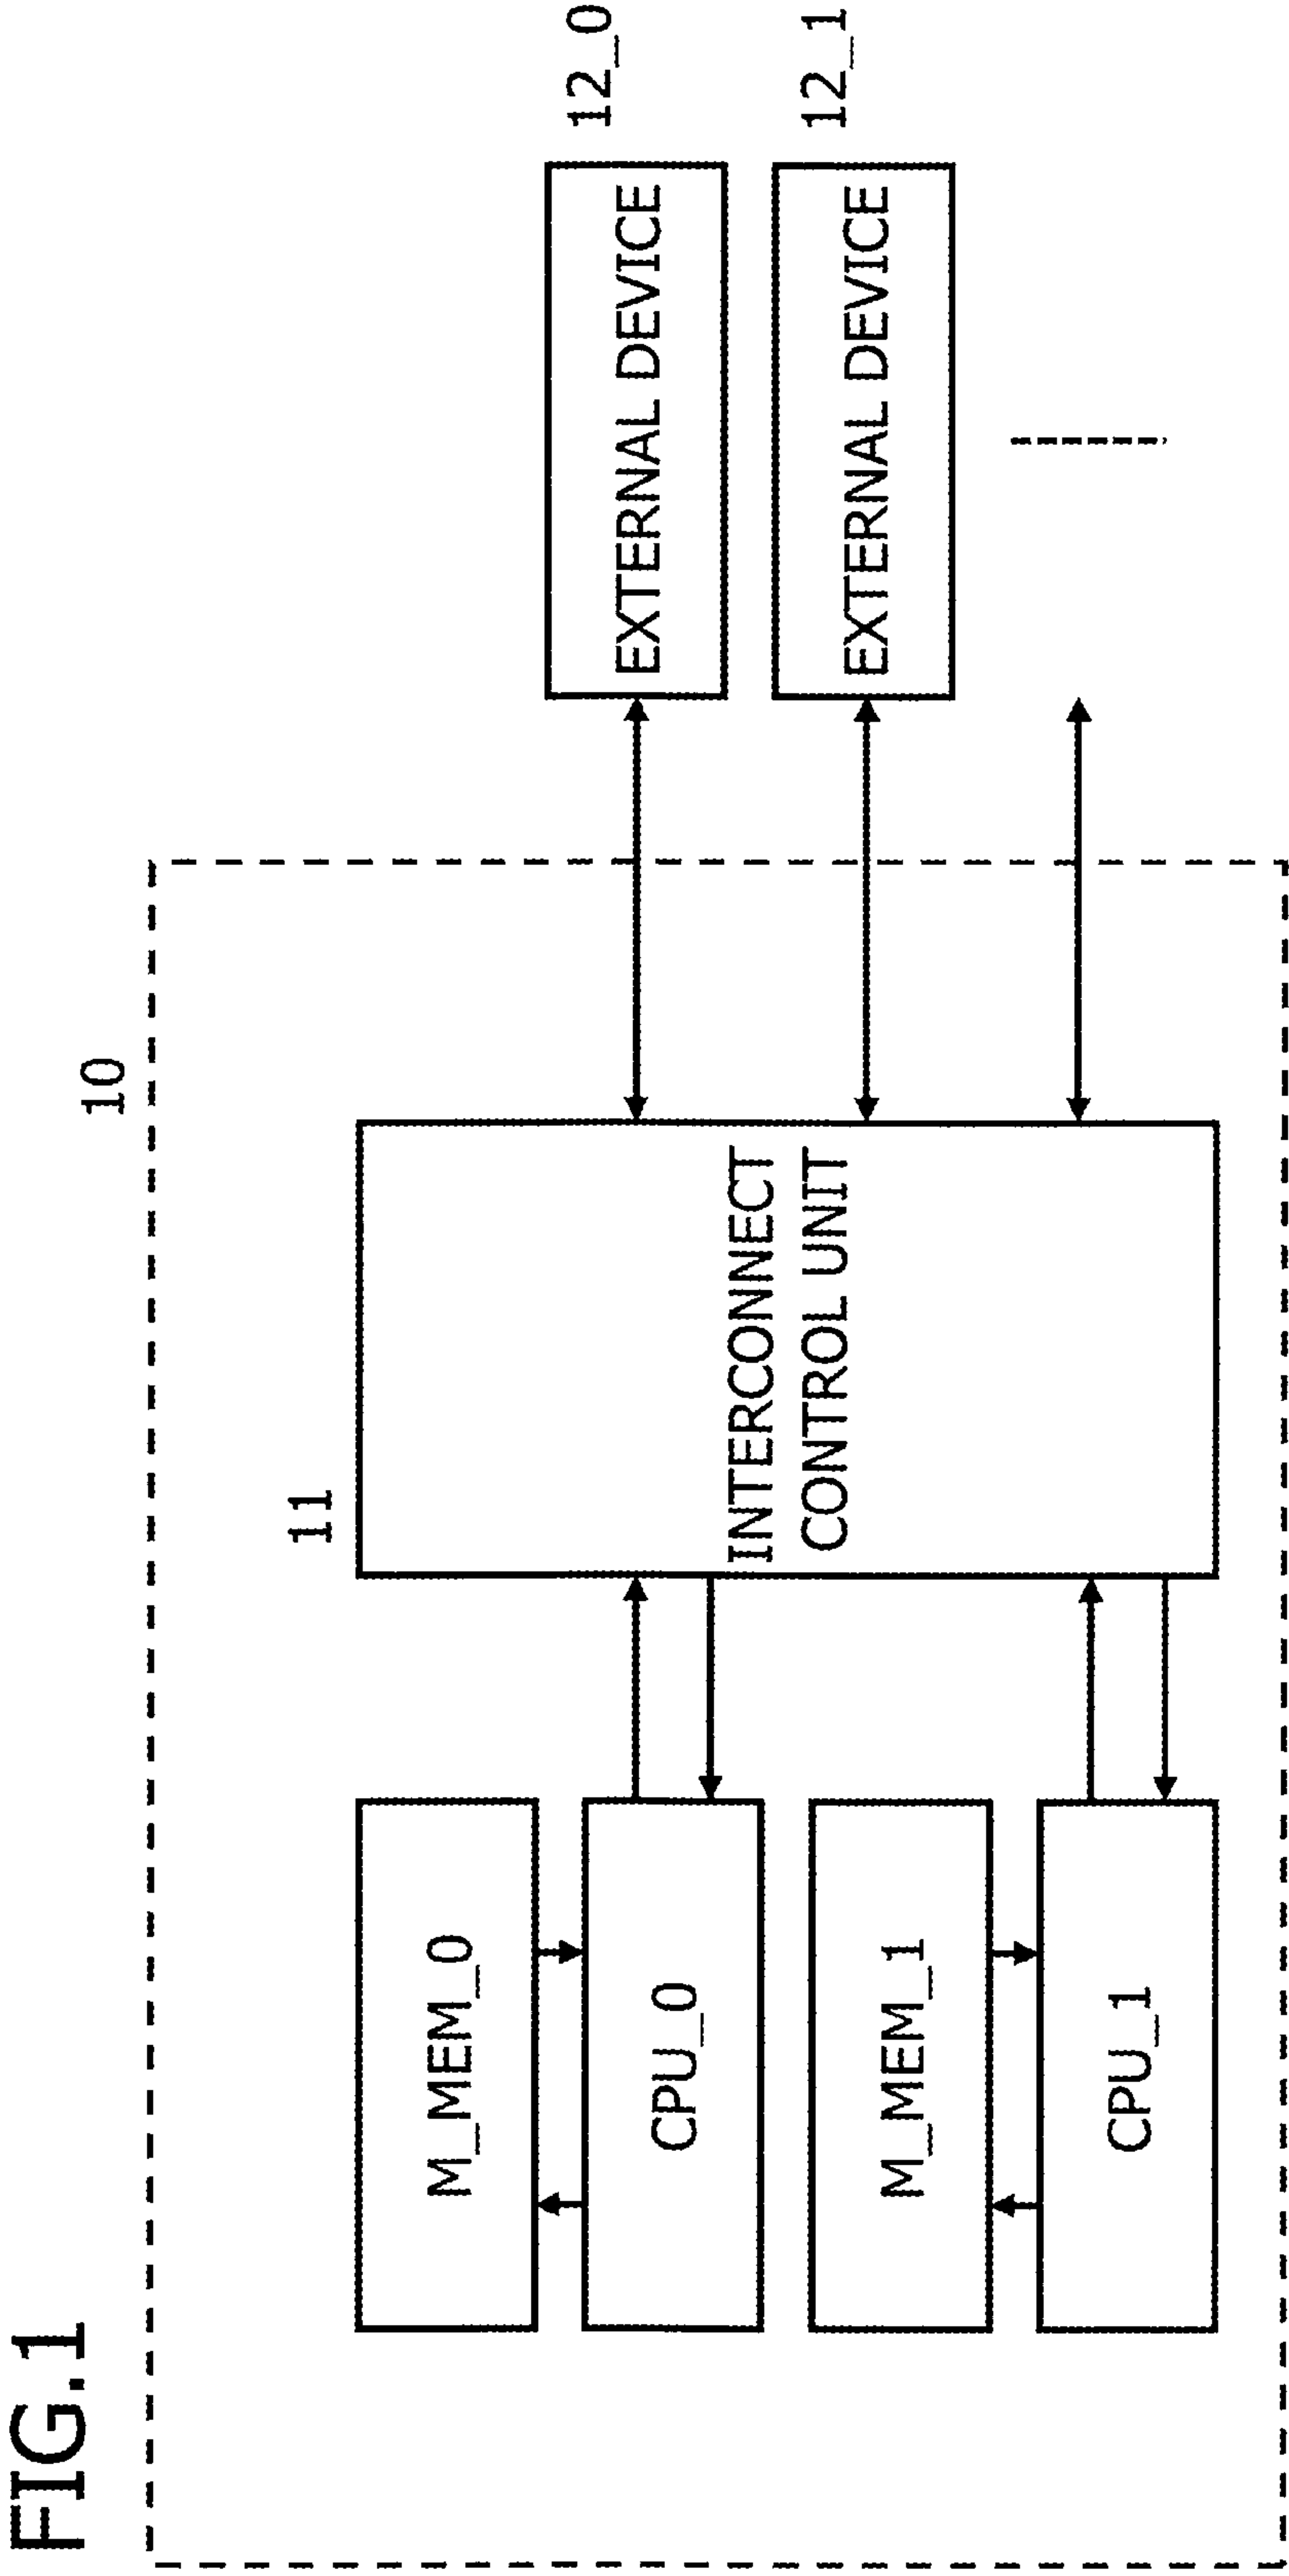 FIG.1
10
11
M_MEM_0
CPU_0
M_MEM_1
CPU_1
INTERCONNECT
CONTROL UNIT
EXTERNAL DEVICE
12_0
EXTERNAL DEVICE
12_1